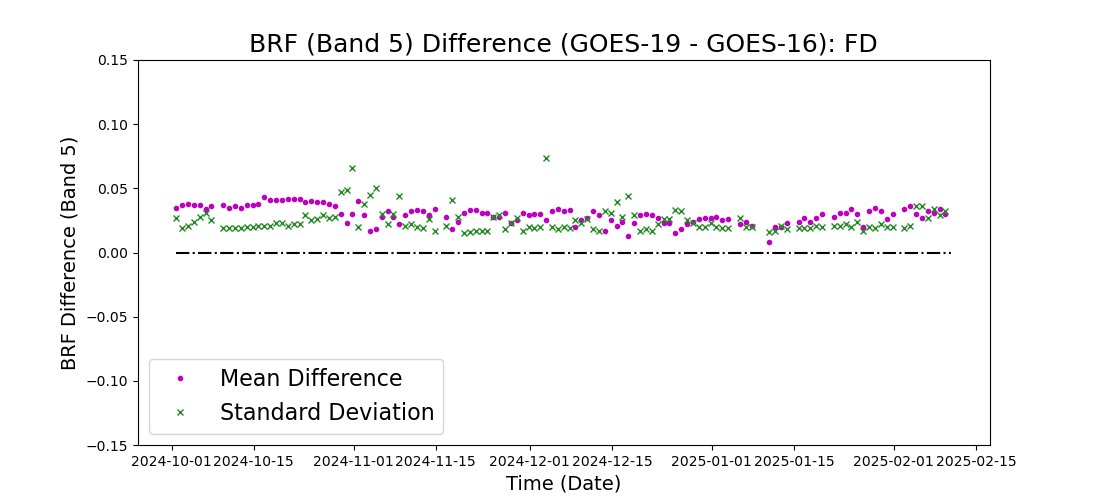 BRF (Band 5) Difference (GOES-19 - GOES-16): FD
BRF Difference (Band 5)
0.15
0.10
0.05
0.00
−0.05
−0.10
−0.15
Mean Difference
Standard Deviation
2024-10-01 2024-10-15 2024-11-01 2024-11-15 2024-12-01 2024-12-15 2025-01-01 2025-01-15 2025-02-01 2025-02-15
Time (Date)